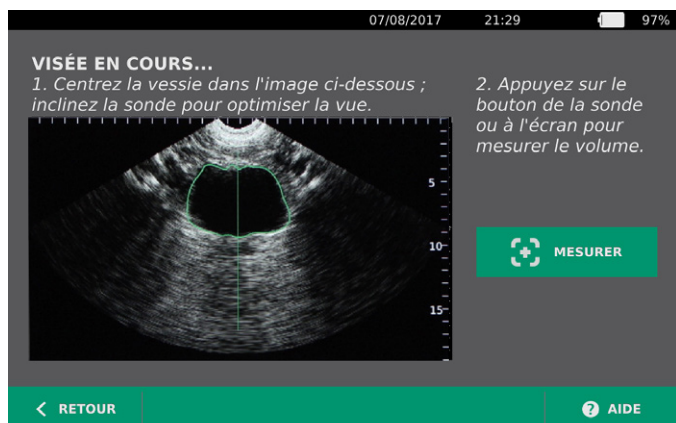 07/08/2017 21:29 97%
VISÉE EN COURS...
1. Centrez la vessie dans l'image ci-dessous ;
inclinez la sonde pour optimiser la vue.
2. Appuyez sur le
bouton de la sonde
ou à l'écran pour
mesurer le volume.
5
10
15
MESURER
RETOUR
? AIDE